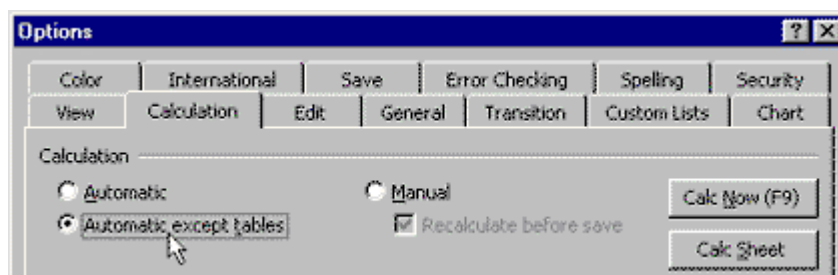 Options
Color International Save Error Checking Spelling Security
View Calculation Edit General Transition Custom Lists Chart
Calculation
Automatic Manual Calc Now (F9)
Automatic except tables Recalculate before save
Calc Sheet